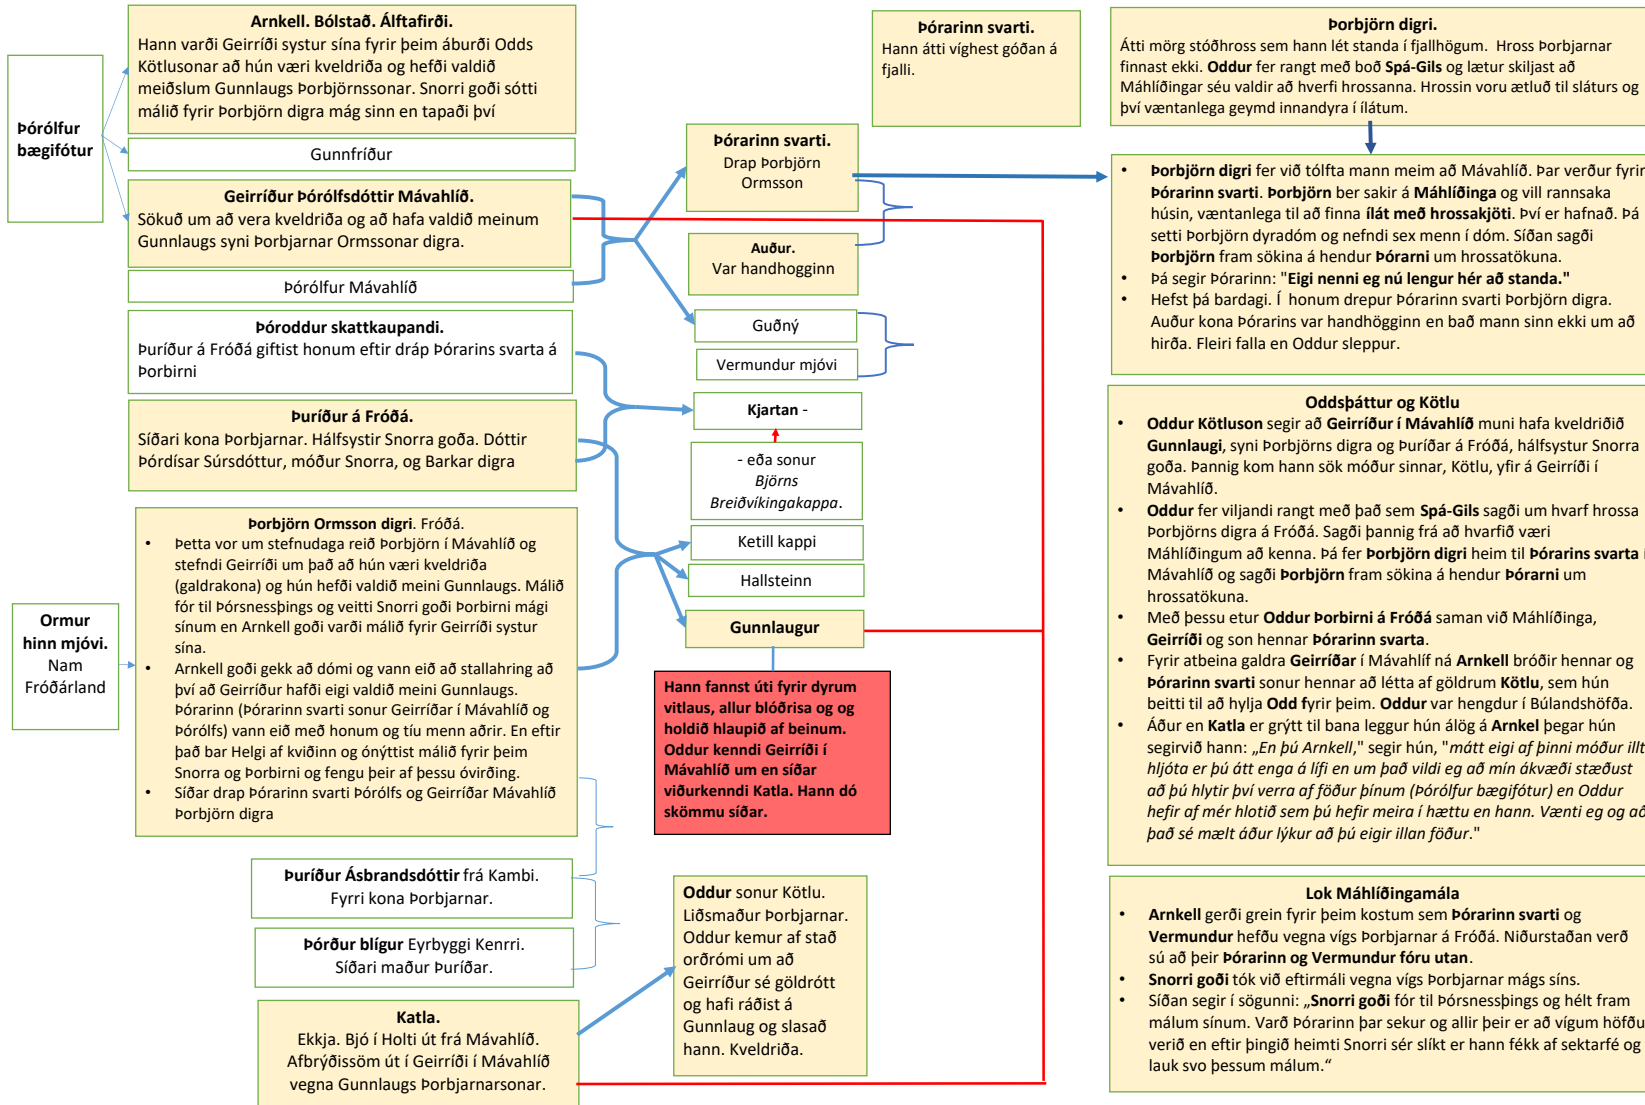 Arnkell. Bólstað. Álftafirði.
Hann varði Geirríði systur sína fyrir þeim áburði Odds
Kötlusonar að hún væri kveldriða og hefði valdið
meiðslum Gunnlaugs Þorbjörnssonar. Snorri goði sótti
málið fyrir Þorbjörn digra mág sinn en tapaði því
Þórólfur
bægifótur
Gunnfríður
Geirríður Þórólfsdóttir Mávahlíð.
Sökuð um að vera kveldriða og að hafa valdið meinum
Gunnlaugs syni Þorbjarnar Ormssonar digra.
Þórólfur Mávahlíð
Þóroddur skattkaupandi.
Þuríður á Fróðá giftist honum eftir dráp Þórarins svarta á
Þorbirni
Þuríður á Fróðá.
Síðari kona Þorbjarnar. Hálfsystir Snorra goða. Dóttir
Þórdísar Súrsdóttur, móður Snorra, og Barkar digra
Ormur
hinn mjóvi.
Nam
Fróðárland
Þorbjörn Ormsson digri. Fróðá.
• Þetta vor um stefnudaga reið Þorbjörn í Mávahlíð og
stefndi Geirríði um það að hún væri kveldriða
(galdrakona) og hún hefði valdið meini Gunnlaugs. Málið
fór til Þórsnessþings og veitti Snorri goði Þorbirni mági
sínum en Arnkell goði varði málið fyrir Geirríði systur
sína.
• Arnkell goði gekk að dómi og vann eið að stallahring að
því að Geirríður hafði eigi valdið meini Gunnlaugs.
Þórarinn (Þórarinn svarti sonur Geirríðar í Mávahlíð og
Þórólfs) vann eið með honum og tíu menn aðrir. En eftir
það bar Helgi af kviðinn og ónýttist málið fyrir þeim
Snorra og Þorbirni og fengu þeir af þessu óvirðing.
• Síðar drap Þórarinn svarti Þórólfs og Geirríðar Mávahlíð
Þorbjörn digra
Þuríður Ásbrandsdóttir frá Kambi.
Fyrri kona Þorbjarnar.
Þórður blígur Eyrbyggi Kenrri.
Síðari maður Þuríðar.
Katla.
Ekkja. Bjó í Holti út frá Mávahlíð.
Afbrýðissöm út í Geirríði í Mávahlíð
vegna Gunnlaugs Þorbjarnarsonar.
Þórarinn svarti.
Hann átti víghest góðan á
fjalli.
Þórarinn svarti.
Drap Þorbjörn
Ormsson
Auður.
Var handhogginn
Guðný
Vermundur mjóvi
Kjartan -
- eða sonur
Björns
Breiðvíkingakappa.
Ketill kappi
Hallsteinn
Gunnlaugur
Hann fannst úti fyrir dyrum
vitlaus, allur blóðrisa og og
holdið hlaupið af beinum.
Oddur kenndi Geirríði í
Mávahlíð um en síðar
viðurkenndi Katla. Hann dó
skömmu síðar.
Oddur sonur Kötlu.
Liðsmaður Þorbjarnar.
Oddur kemur af stað
orðrómi um að
Geirríður sé göldrótt
og hafi ráðist á
Gunnlaug og slasað
hann. Kveldriða.
Þorbjörn digri.
Átti mörg stóðhross sem hann lét standa í fjallhögum. Hross Þorbjarnar
finnast ekki. Oddur fer rangt með boð Spá-Gils og lætur skiljast að
Máhlíðingar séu valdir að hverfi hrossanna. Hrossin voru ætluð til sláturs og
því væntanlega geymd innandyra í ílátum.
• Þorbjörn digri fer við tólfta mann meim að Mávahlíð. Þar verður fyrir
Þórarinn svarti. Þorbjörn ber sakir á Máhlíðinga og vill rannsaka
húsin, væntanlega til að finna ílát með hrossakjöti. Því er hafnað. Þá
setti Þorbjörn dyradóm og nefndi sex menn í dóm. Síðan sagði
Þorbjörn fram sökina á hendur Þórarni um hrossatökuna.
• Þá segir Þórarinn: "Eigi nenni eg nú lengur hér að standa."
• Hefst þá bardagi. Í honum drepur Þórarinn svarti Þorbjörn digra.
Auður kona Þórarins var handhögginn en bað mann sinn ekki um að
hirða. Fleiri falla en Oddur sleppur.
Oddsþáttur og Kötlu
• Oddur Kötluson segir að Geirríður í Mávahlíð muni hafa kveldriðið
Gunnlaugi, syni Þorbjörns digra og Þuríðar á Fróðá, hálfsystur Snorra
goða. Þannig kom hann sök móður sinnar, Kötlu, yfir á Geirríði í
Mávahlíð.
• Oddur fer viljandi rangt með það sem Spá-Gils sagði um hvarf hrossa
Þorbjörns digra á Fróðá. Sagði þannig frá að hvarfið væri
Máhlíðingum að kenna. Þá fer Þorbjörn digri heim til Þórarins svarta í
Mávahlíð og sagði Þorbjörn fram sökina á hendur Þórarni um
hrossatökuna.
• Með þessu etur Oddur Þorbirni á Fróðá saman við Máhlíðinga,
Geirríði og son hennar Þórarinn svarta.
• Fyrir atbeina galdra Geirríðar í Mávahlíf ná Arnkell bróðir hennar og
Þórarinn svarti sonur hennar að létta af göldrum Kötlu, sem hún
beitti til að hylja Odd fyrir þeim. Oddur var hengdur í Búlandshöfða.
• Áður en Katla er grýtt til bana leggur hún álög á Arnkel þegar hún
segirvið hann: „En þú Arnkell," segir hún, "mátt eigi af þinni móður illt
hljóta er þú átt enga á lífi en um það vildi eg að mín ákvæði stæðust
að þú hlytir því verra af föður þínum (Þórólfur bægifótur) en Oddur
hefir af mér hlotið sem þú hefir meira í hættu en hann. Vænti eg og að
það sé mælt áður lýkur að þú eigir illan föður."
Lok Máhlíðingamála
• Arnkell gerði grein fyrir þeim kostum sem Þórarinn svarti og
Vermundur hefðu vegna vígs Þorbjarnar á Fróðá. Niðurstaðan verð
sú að þeir Þórarinn og Vermundur fóru utan.
• Snorri goði tók við eftirmáli vegna vígs Þorbjarnar mágs síns.
• Síðan segir í sögunni: „Snorri goði fór til Þórsnessþings og hélt fram
málum sínum. Varð Þórarinn þar sekur og allir þeir er að vígum höfðu
verið en eftir þingið heimti Snorri sér slíkt er hann fékk af sektarfé og
lauk svo þessum málum.“